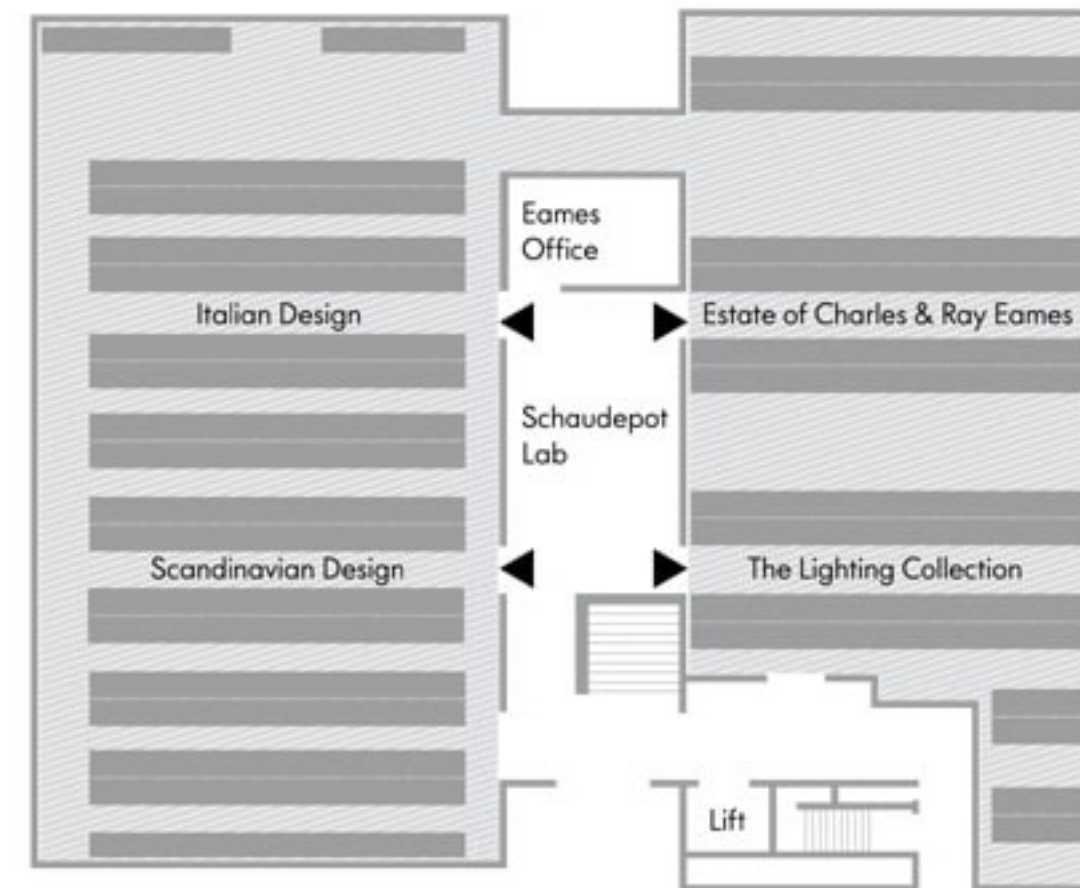 Eames
Office
Italian Design
Estate of Charles & Ray Eames
Schaudepot
Lab
Scandinavian Design
The Lighting Collection
Lift